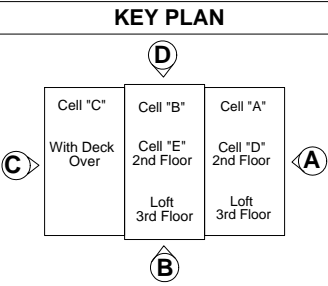 KEY PLAN
D
Cell "C"
With Deck
Over
Cell "B"
Cell "E"
2nd Floor
Loft
3rd Floor
Cell "A"
Cell "D"
2nd Floor
Loft
3rd Floor
C
A
B